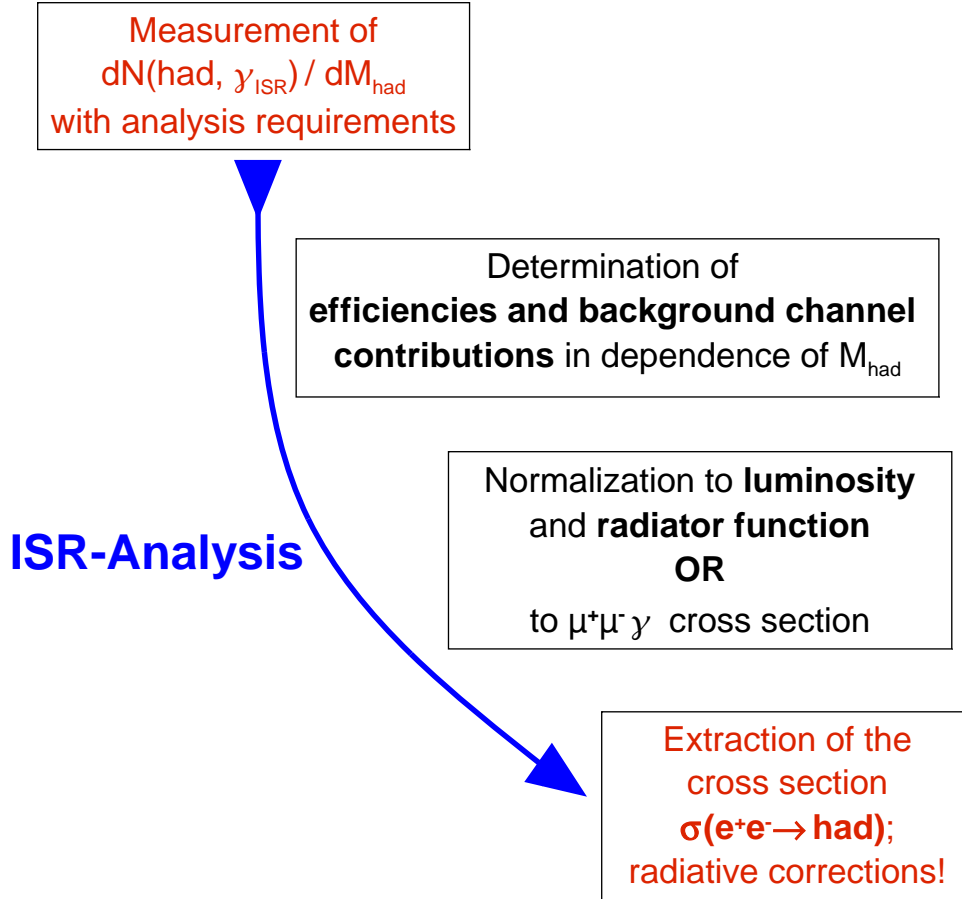 Measurement of
dN(had, γISR) / dMhad
with analysis requirements
Determination of
efficiencies and background channel
contributions in dependence of Mhad
Normalization to luminosity
and radiator function
OR
to µ⁺µ⁻γ cross section
ISR-Analysis
Extraction of the
cross section
σ(e⁺e⁻→ had);
radiative corrections!